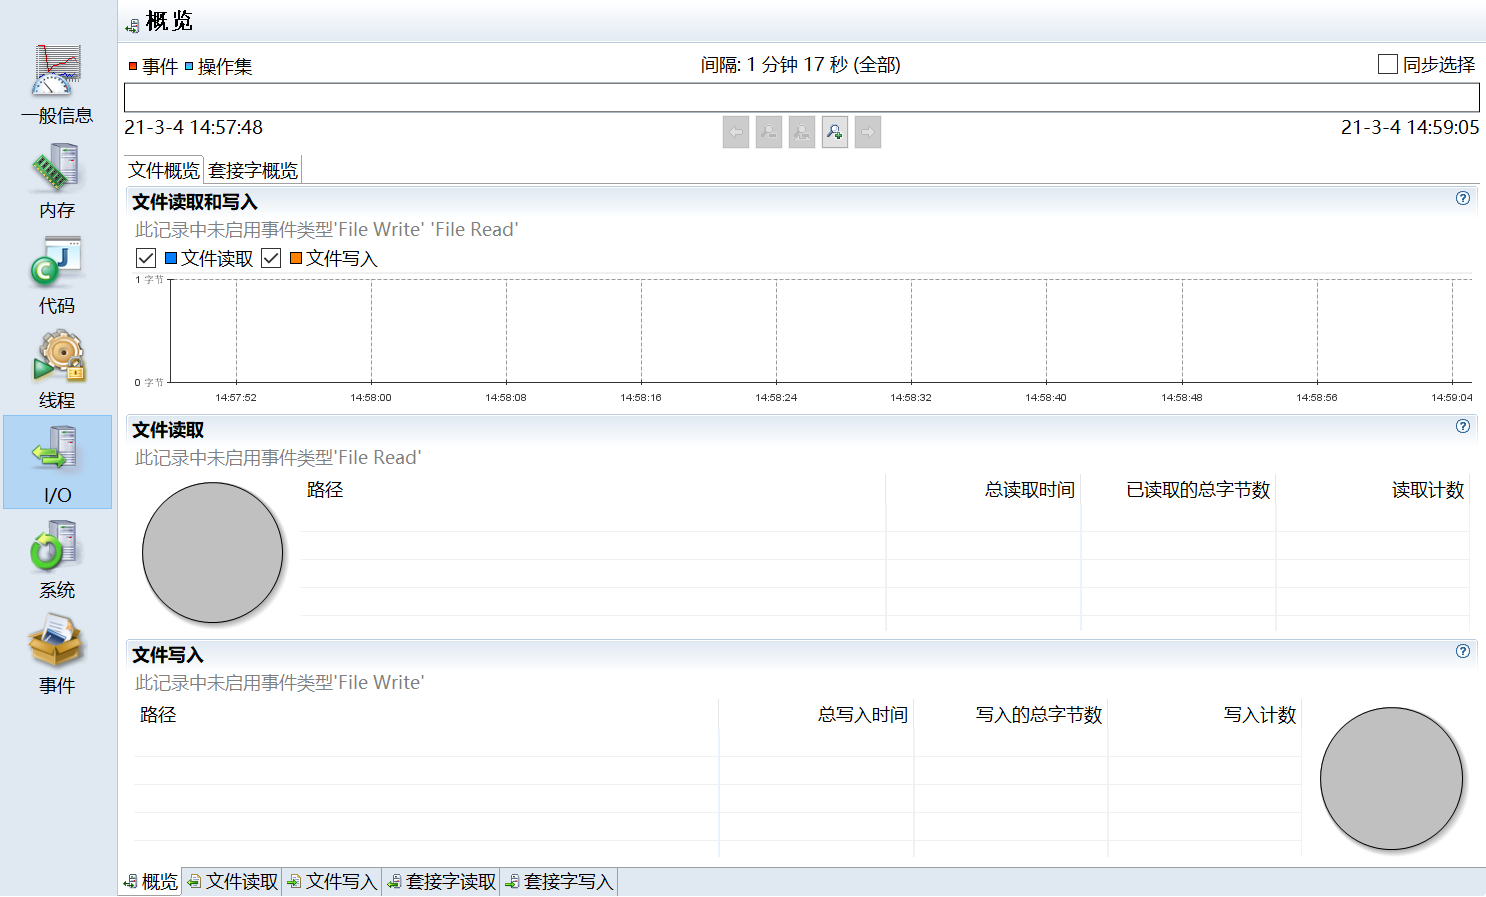 概览
事件 操作集
间隔: 1 分钟 17 秒 (全部)
同步选择
21-3-4 14:57:48
21-3-4 14:59:05
一般信息
内存
代码
线程
I/O
系统
事件
文件概览 套接字概览
文件读取和写入
此记录中未启用事件类型'File Write' 'File Read'
文件读取 文件写入
1 字节
0 字节
14:57:52 14:58:00 14:58:08 14:58:16 14:58:24 14:58:32 14:58:40 14:58:48 14:58:56 14:59:04
文件读取
此记录中未启用事件类型'File Read'
路径 总读取时间 已读取的总字节数 读取计数
文件写入
此记录中未启用事件类型'File Write'
路径 总写入时间 写入的总字节数 写入计数
概览 文件读取 文件写入 套接字读取 套接字写入